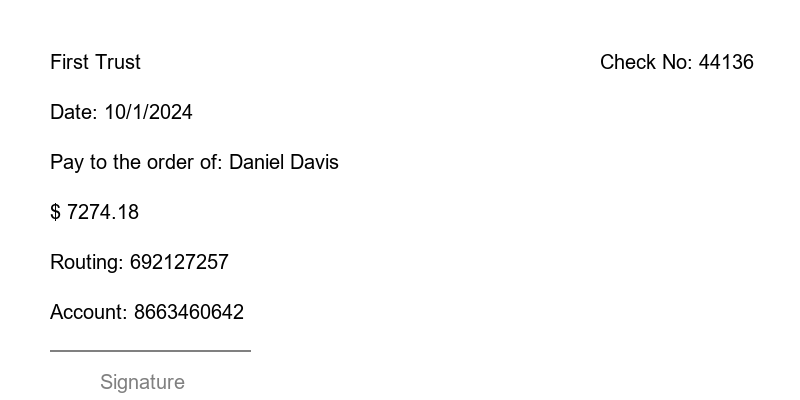 First Trust
Check No: 44136
Date: 10/1/2024
Pay to the order of: Daniel Davis
$ 7274.18
Routing: 692127257
Account: 8663460642
Signature